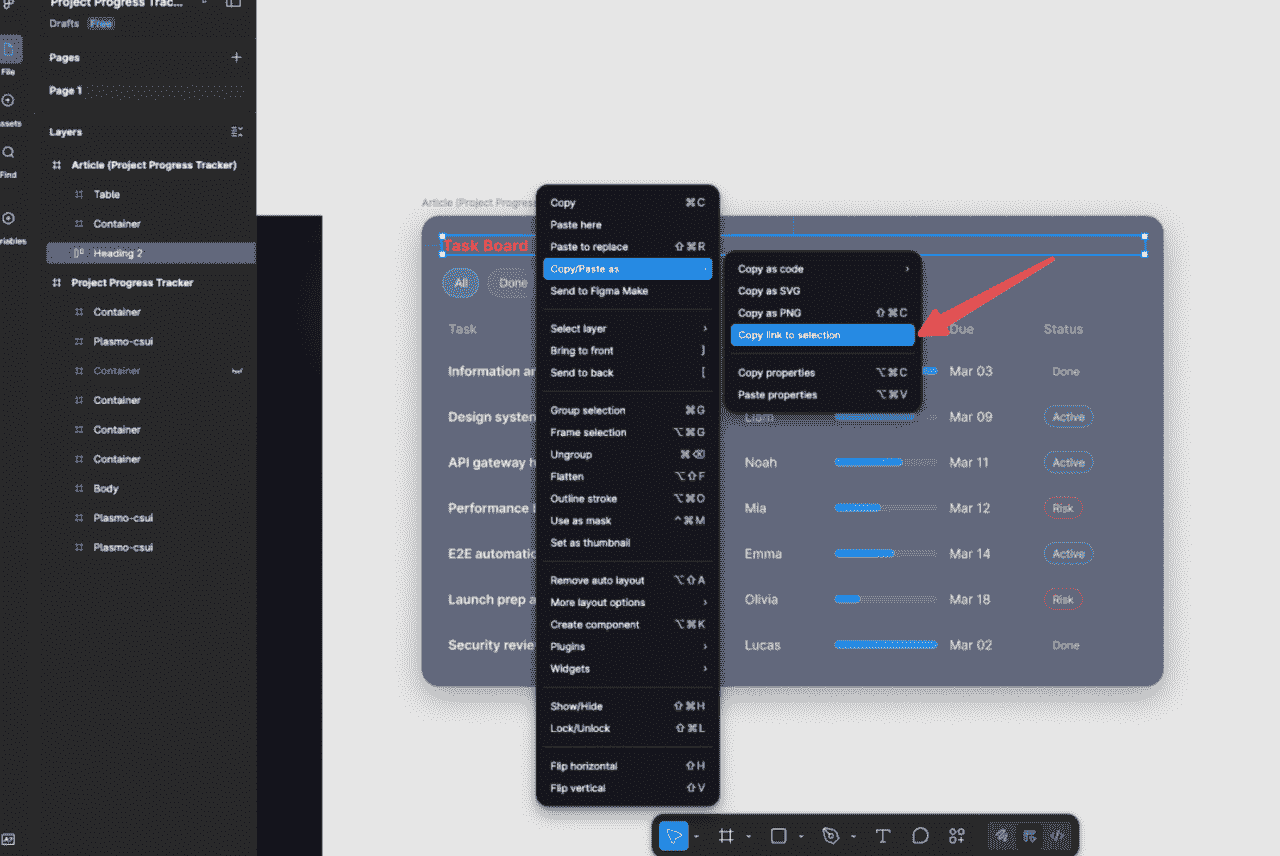 Project Progress Trac...
Drafts Free
File
Pages
Page 1
Layers
Article (Project Progress Tracker)
Table
Container
Heading 2
Project Progress Tracker
Container
Plasmo-csui
Container
Container
Container
Container
Body
Plasmo-csui
Plasmo-csui
ssets
Find
riables
Article (Project Progress
Task Board
All Done
Task Due Status
Information ar Mar 03 Done
Design system Liam Mar 09 Active
API gateway h Noah Mar 11 Active
Performance Mia Mar 12 Risk
E2E automatic Emma Mar 14 Active
Launch prep a Olivia Mar 18 Risk
Security revie Lucas Mar 02 Done
Copy ⌘C
Paste here
Paste to replace ⇧⌘R
Copy/Paste as
Send to Figma Make
Select layer
Bring to front ]
Send to back [
Group selection ⌘G
Frame selection ⌥⌘G
Ungroup ⌘⌫
Flatten ⌥⇧F
Outline stroke ⌥⌘O
Use as mask ^⌘M
Set as thumbnail
Remove auto layout ⌥⇧A
More layout options
Create component ⌥⌘K
Plugins
Widgets
Show/Hide ⇧⌘H
Lock/Unlock ⇧⌘L
Flip horizontal ⇧H
Flip vertical ⇧V
Copy as code
Copy as SVG
Copy as PNG ⇧⌘C
Copy link to selection
Copy properties ⌥⌘C
Paste properties ⌥⌘V